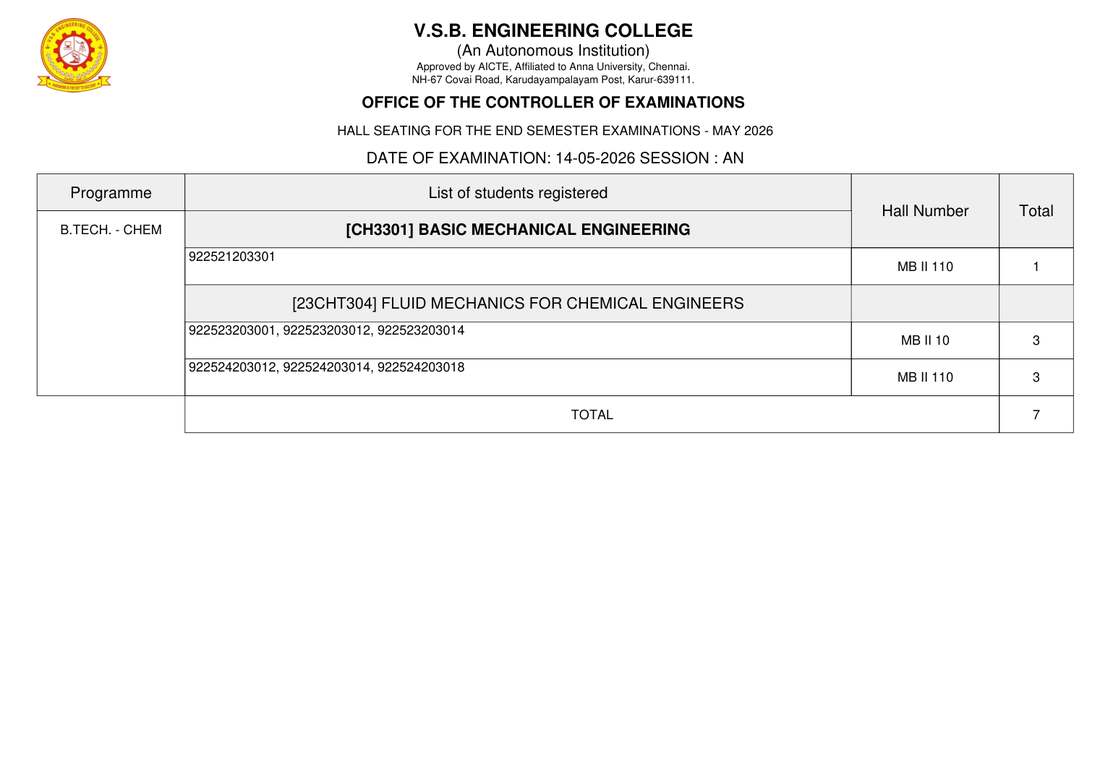 V.S.B. ENGINEERING COLLEGE
(An Autonomous Institution)
Approved by AICTE, Affiliated to Anna University, Chennai.
NH-67 Covai Road, Karudayampalayam Post, Karur-639111.
OFFICE OF THE CONTROLLER OF EXAMINATIONS
HALL SEATING FOR THE END SEMESTER EXAMINATIONS - MAY 2026
DATE OF EXAMINATION: 14-05-2026 SESSION : AN
Programme List of students registered Hall Number Total
B.TECH. - CHEM [CH3301] BASIC MECHANICAL ENGINEERING
922521203301 MB II 110 1
[23CHT304] FLUID MECHANICS FOR CHEMICAL ENGINEERS
922523203001, 922523203012, 922523203014 MB II 10 3
922524203012, 922524203014, 922524203018 MB II 110 3
TOTAL 7